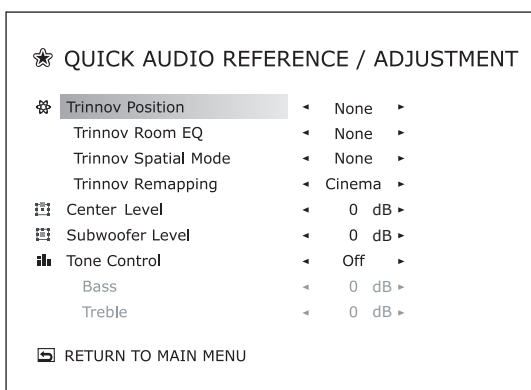 QUICK AUDIO REFERENCE / ADJUSTMENT
Trinnov Position None
Trinnov Room EQ None
Trinnov Spatial Mode None
Trinnov Remapping Cinema
Center Level 0 dB
Subwoofer Level 0 dB
Tone Control Off
Bass 0 dB
Treble 0 dB
RETURN TO MAIN MENU